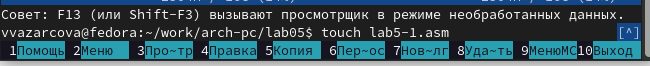 Совет: F13 (или Shift-F3) вызывают просмотрщик в режиме необработанных данных.
vvazarcova@fedora:~/work/arch-pc/lab05$ touch lab5-1.asm [^]
1Помощь 2Меню 3Про~тр 4Правка 5Копия 6Пер~ос 7Нов~лг 8Уда~ть 9МенюMC 10Выход